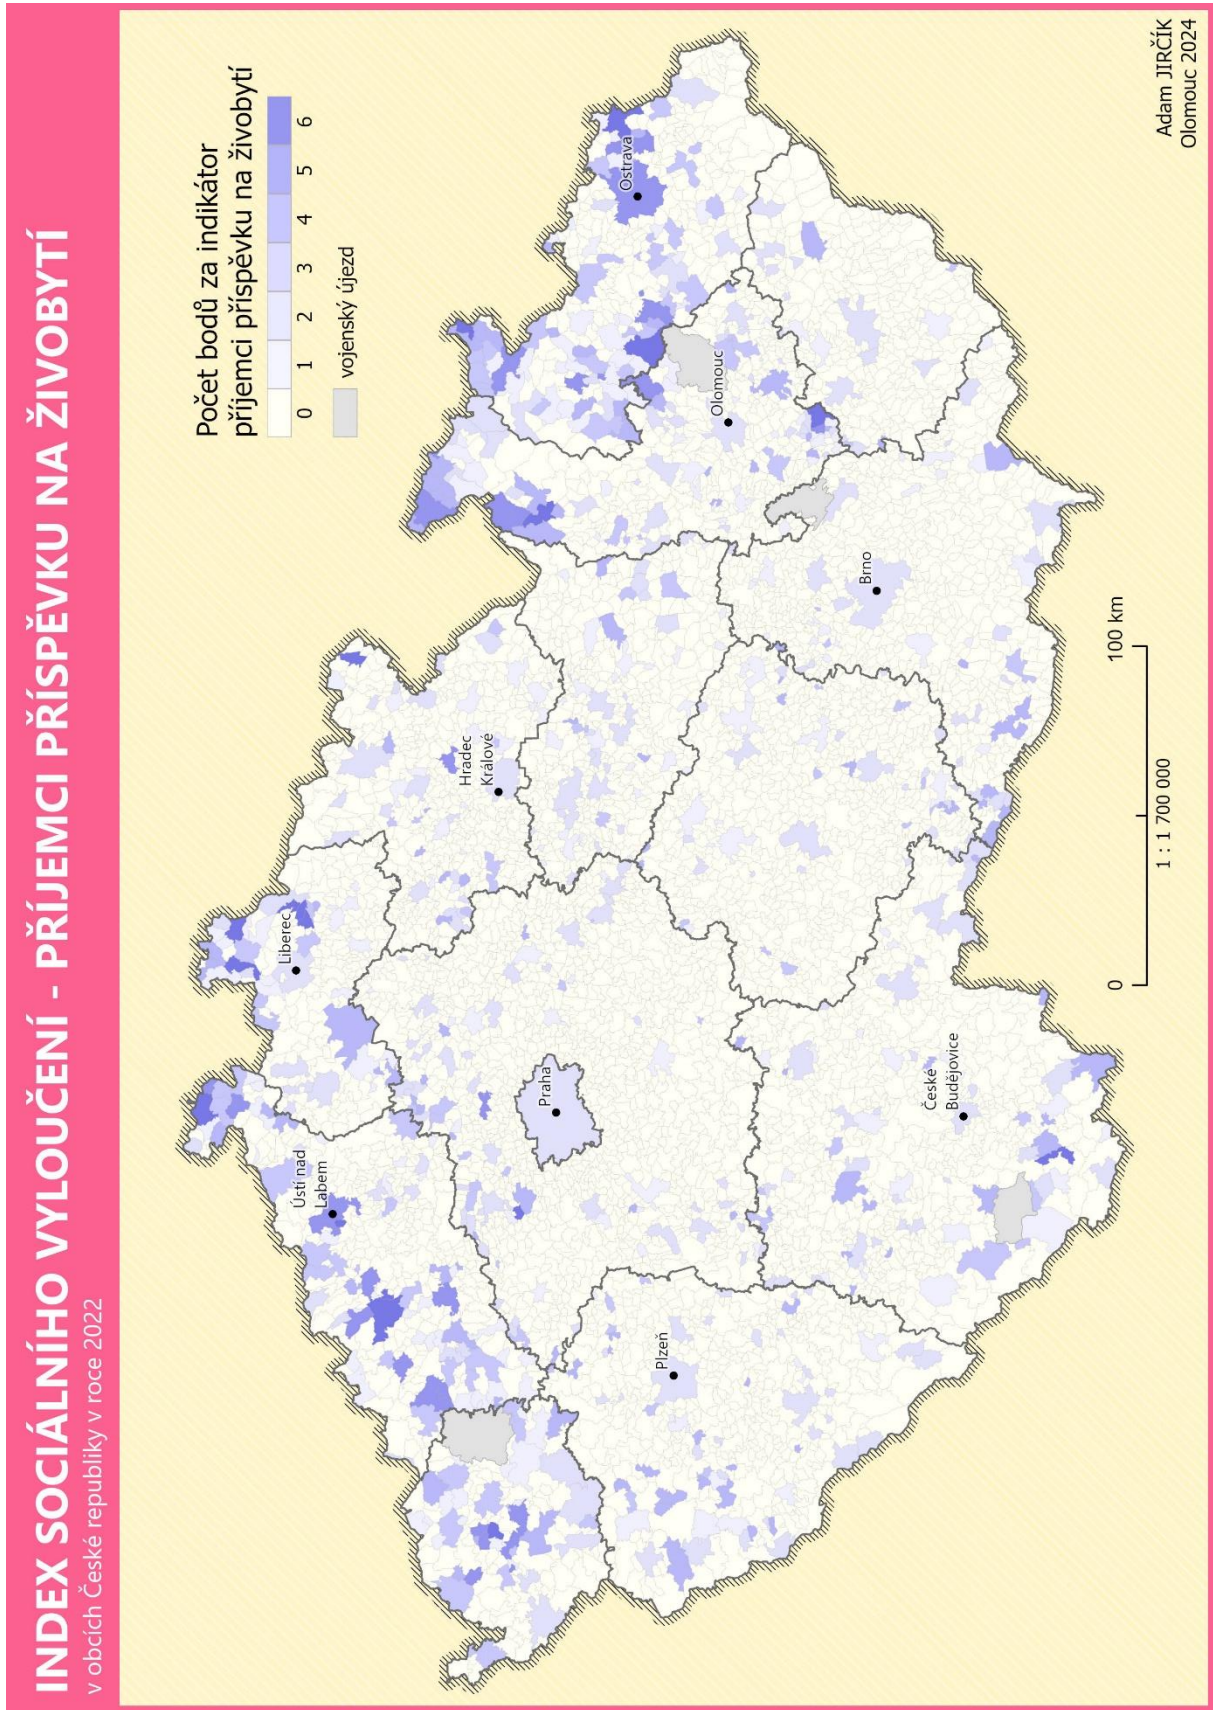 INDEX SOCIÁLNÍHO VYLOUČENÍ - PŘÍJEMCI PŘÍSPĚVKU NA ŽIVOBYTÍ
v obcích České republiky v roce 2022
Počet bodů za indikátor
příjemci příspěvku na živobytí
0 1 2 3 4 5 6
vojenský újezd
Liberec
Ústí nad
Labem
Hradec
Králové
Praha
Ostrava
Plzeň
Olomouc
Brno
České
Budějovice
0 100 km
1 : 1 700 000
Adam JIRČÍK
Olomouc 2024